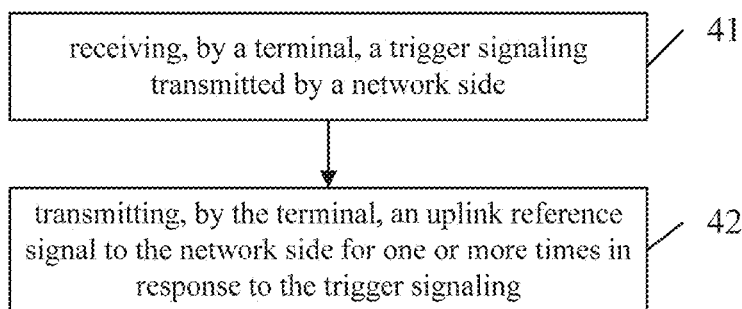 receiving, by a terminal, a trigger signaling
transmitted by a network side
41
transmitting, by the terminal, an uplink reference
signal to the network side for one or more times in
response to the trigger signaling
42